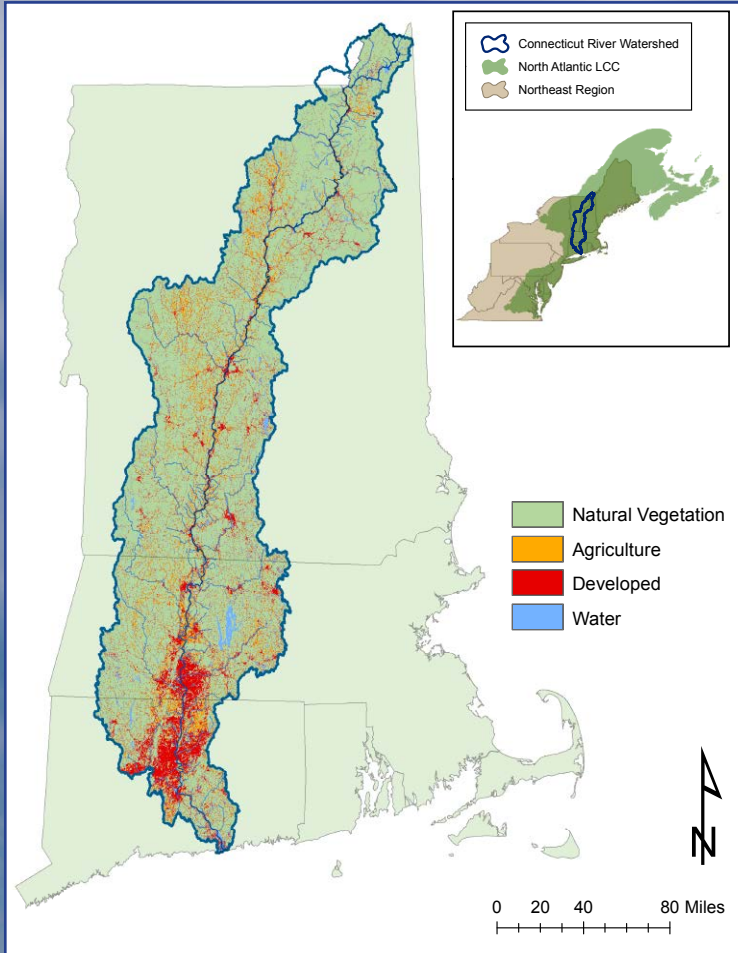 Connecticut River Watershed
North Atlantic LCC
Northeast Region
Natural Vegetation
Agriculture
Developed
Water
N
0 20 40 80 Miles